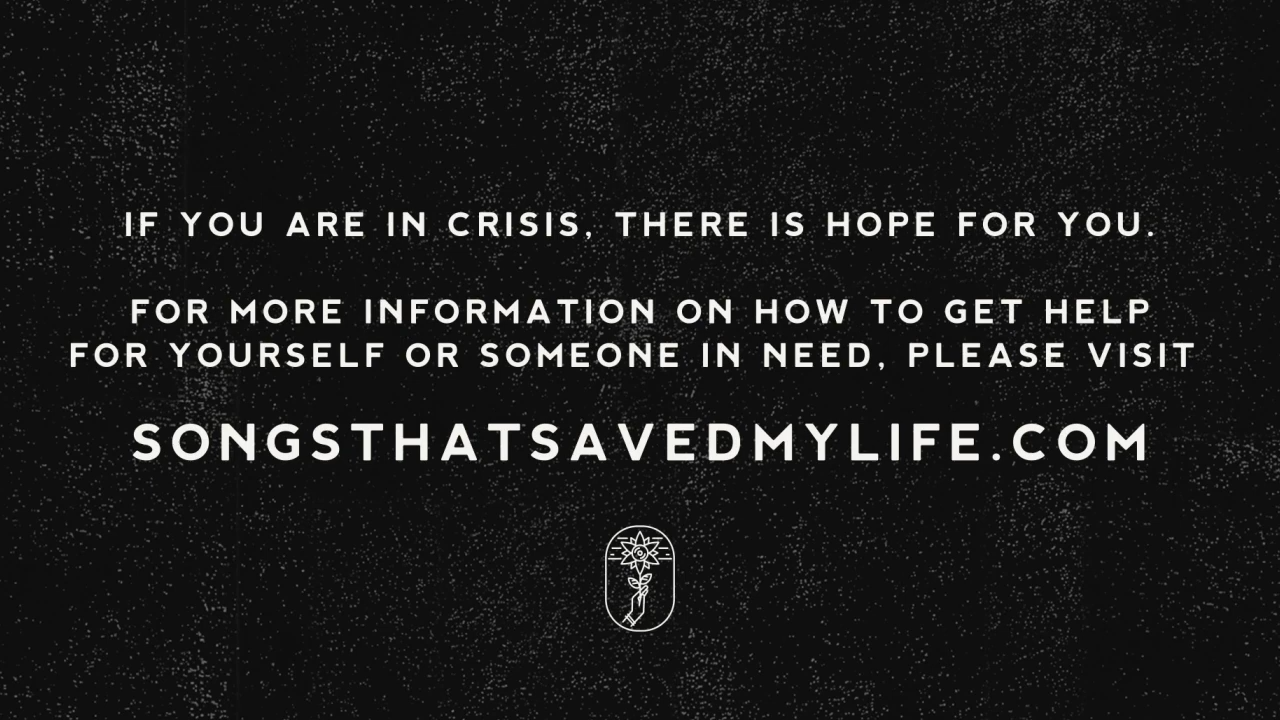 IF YOU ARE IN CRISIS, THERE IS HOPE FOR YOU.
FOR MORE INFORMATION ON HOW TO GET HELP
FOR YOURSELF OR SOMEONE IN NEED, PLEASE VISIT
SONGSTHATSAVEDMYLIFE.COM